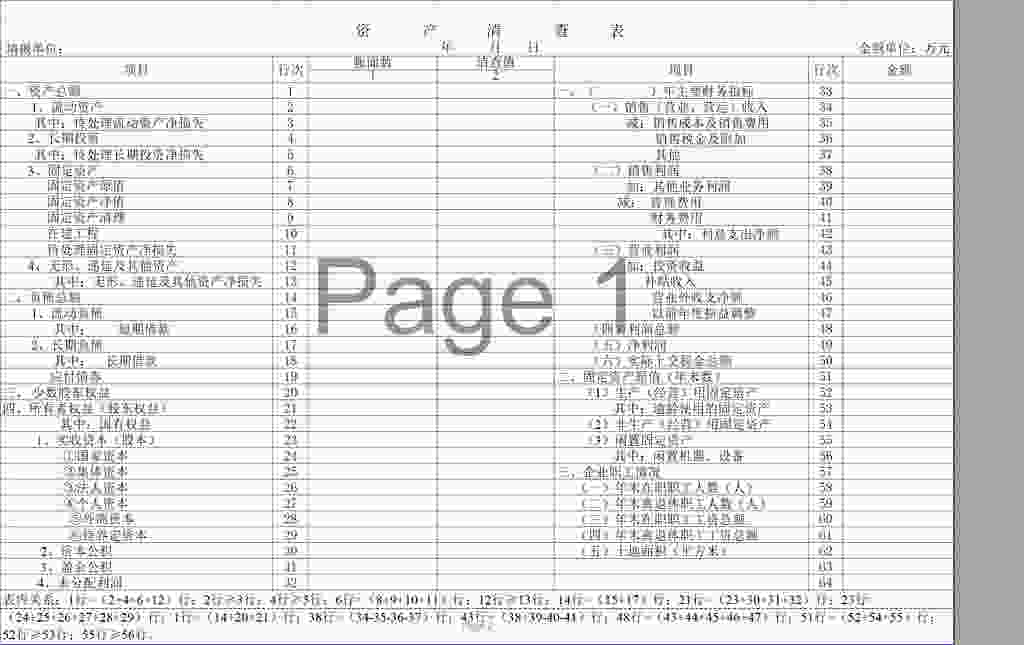 资 产 清 查 表
填报单位: 年 月 日 金额单位:万元
项目 行次 账面数 清查值 项目 行次 金额
1 2
一、资产总额 1 一、( )年主要财务指标 33
1、流动资产 2 (一)销售(营业、营运)收入 34
其中:待处理流动资产净损失 3 减:销售成本及销售费用 35
2、长期投资 4 销售税金及附加 36
其中:待处理长期投资净损失 5 其他 37
3、固定资产 6 (二)销售利润 38
固定资产原值 7 加:其他业务利润 39
固定资产净值 8 减: 管理费用 40
固定资产清理 9 财务费用 41
在建工程 10 其中:利息支出净额 42
待处理固定资产净损失 11 (三)营业利润 43
4、无形、递延及其他资产 12 加:投资收益 44
其中:无形、递延及其他资产净损失 13 补贴收入 45
二、负债总额 14 营业外收支净额 46
1、流动负债 15 以前年度损益调整 47
其中: 短期借款 16 (四)利润总额 48
2、长期负债 17 (五)净利润 49
其中: 长期借款 18 (六)实际上交税金总额 50
应付债券 19 二、固定资产原值(年末数) 51
三、少数股东权益 20 (1)生产(经营)用固定资产 52
四、所有者权益(股东权益) 21 其中:逾龄使用的固定资产 53
其中:国有权益 22 (2)非生产(经营)用固定资产 54
1、实收资本(股本) 23 (3)闲置固定资产 55
①国家资本 24 其中:闲置机器、设备 56
②集体资本 25 三、企业职工情况 57
③法人资本 26 (一)年末在职职工人数(人) 58
④个人资本 27 (二)年末离退休职工人数(人) 59
⑤外商资本 28 (三)年末在职职工工资总额 60
29 (四)年末离退休职工工资总额 61
2、资本公积 30 (五)土地面积(平方米) 62
3、盈余公积 31 63
4、未分配利润 32 64
表内关系:1行=(2+4+6+12)行;2行≥3行;4行≥5行;6行=(8+9+10+11)行;12行≥13行;14行=(15+17)行;21行=(23+30+31+32)行;23行=
(24+25+26+27+28+29)行;1行=(14+20+21)行;38行=(34-35-36-37)行;43行=(38+39-40-41)行;48行=(43+44+45+46+47)行;51行=(52+54+55)行;
52行≥53行;55行≥56行。
Page 1